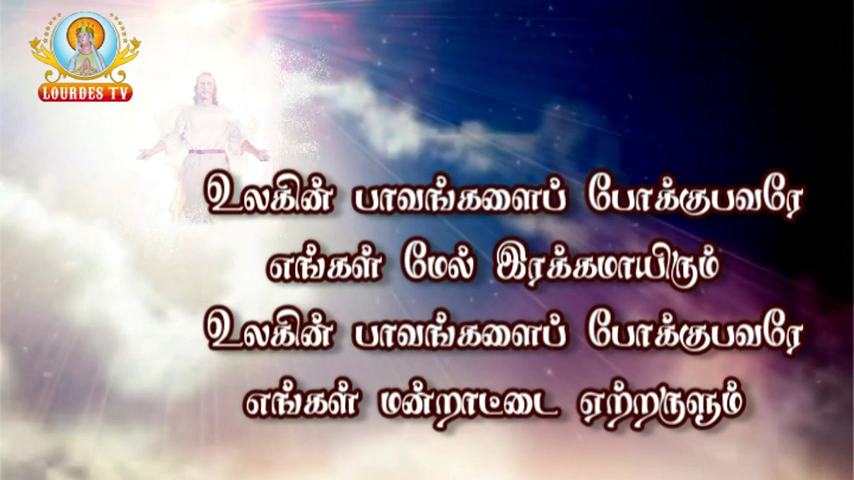 LOURDES TV
உலகின் பாவங்களைப் போக்குபவரே
எங்கள் மேல் இரக்கமாயிரும்
உலகின் பாவங்களைப் போக்குபவரே
எங்கள் மன்றாட்டை ஏற்றருளும்